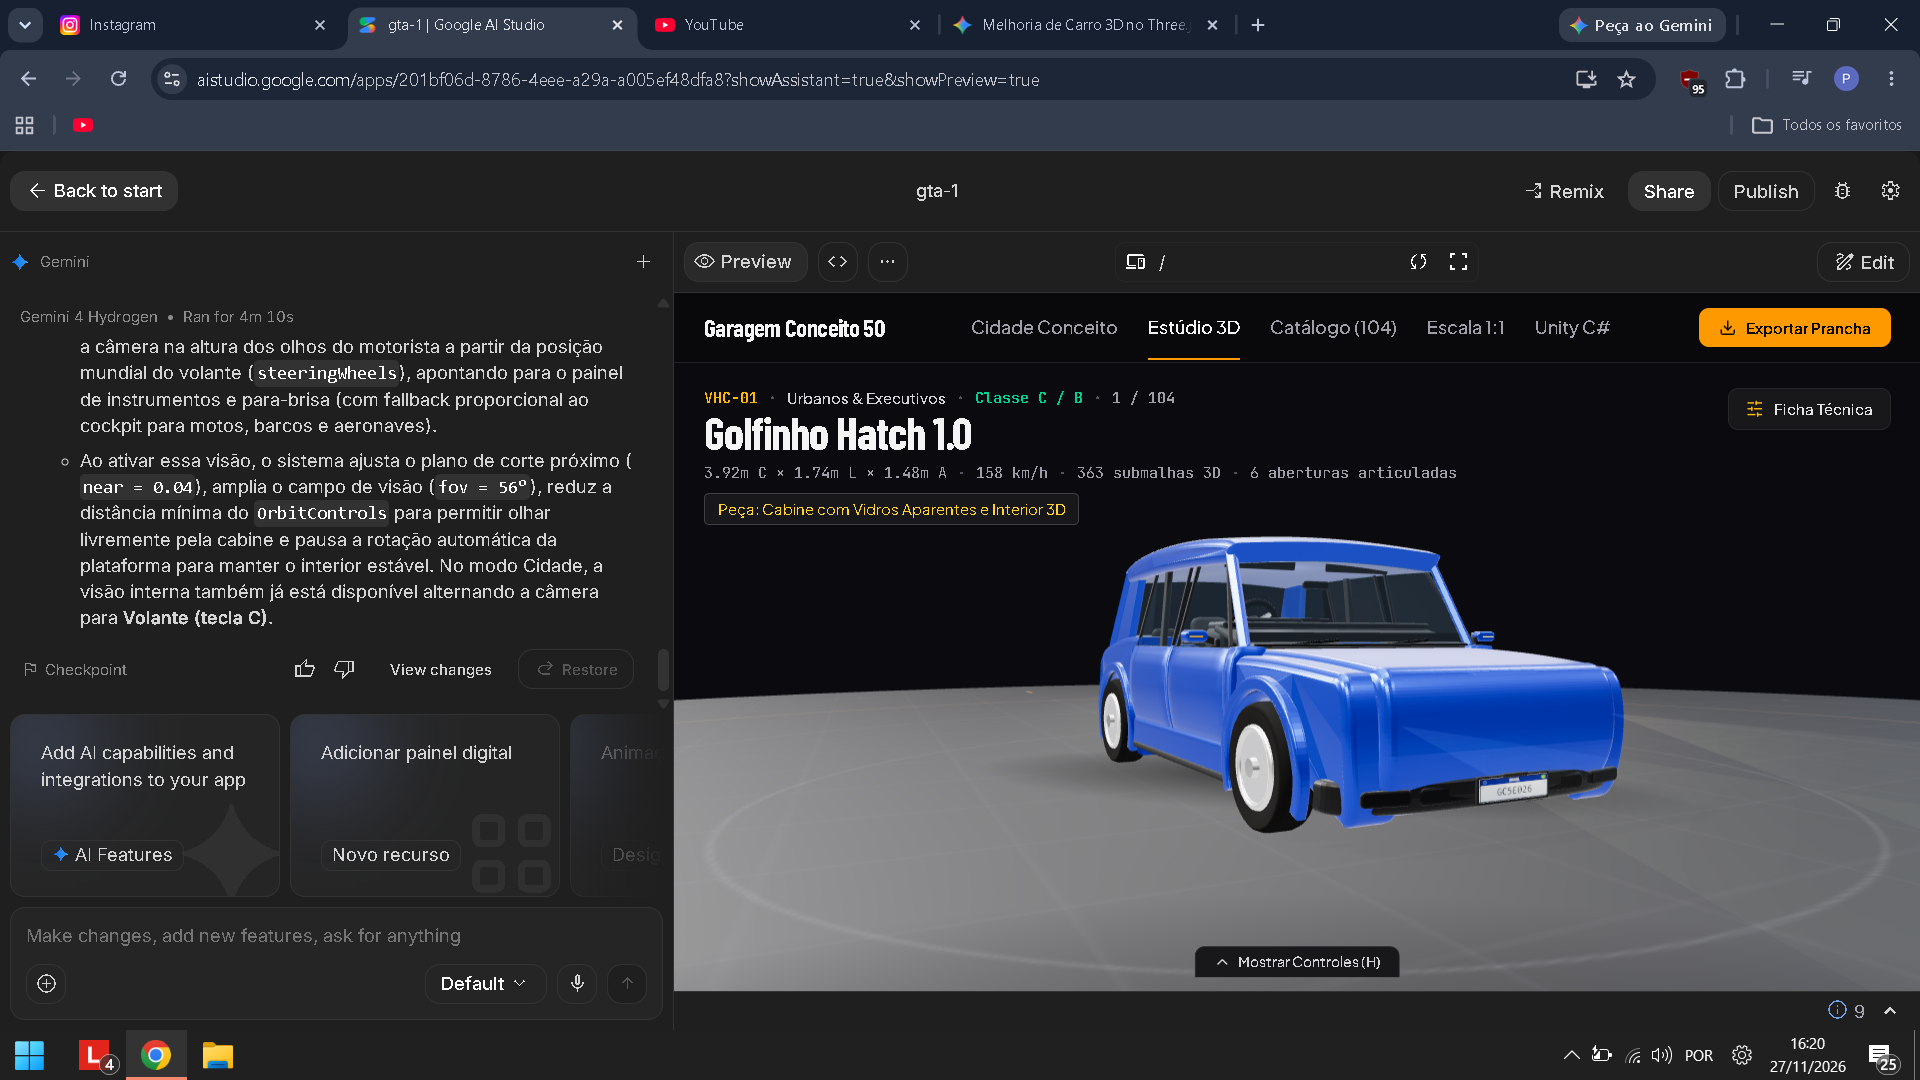 Instagram
gta-1 | Google AI Studio
YouTube
Melhoria de Carro 3D no Three.
Peça ao Gemini
aistudio.google.com/apps/201bf06d-8786-4eee-a29a-a005ef48dfa8?showAssistant=true&showPreview=true
95
P
Todos os favoritos
Back to start
gta-1
Remix
Share
Publish
Gemini
Preview
/
Edit
Gemini 4 Hydrogen • Ran for 4m 10s
a câmera na altura dos olhos do motorista a partir da posição
mundial do volante (steeringWheels), apontando para o painel
de instrumentos e para-brisa (com fallback proporcional ao
cockpit para motos, barcos e aeronaves).
Ao ativar essa visão, o sistema ajusta o plano de corte próximo (
near = 0.04), amplia o campo de visão (fov = 56°), reduz a
distância mínima do OrbitControls para permitir olhar
livremente pela cabine e pausa a rotação automática da
plataforma para manter o interior estável. No modo Cidade, a
visão interna também já está disponível alternando a câmera
para Volante (tecla C).
Checkpoint
View changes
Restore
Add AI capabilities and
integrations to your app
AI Features
Adicionar painel digital
Novo recurso
Anima
Desig
Make changes, add new features, ask for anything
Default
Garagem Conceito 50
Cidade Conceito
Estúdio 3D
Catálogo (104)
Escala 1:1
Unity C#
Exportar Prancha
VHC-01 · Urbanos & Executivos · Classe C / B · 1 / 104
Golfinho Hatch 1.0
3.92m C × 1.74m L × 1.48m A · 158 km/h · 363 submalhas 3D · 6 aberturas articuladas
Peça: Cabine com Vidros Aparentes e Interior 3D
Ficha Técnica
GC5E026
Mostrar Controles (H)
9
L
4
POR
16:20
27/11/2026
25